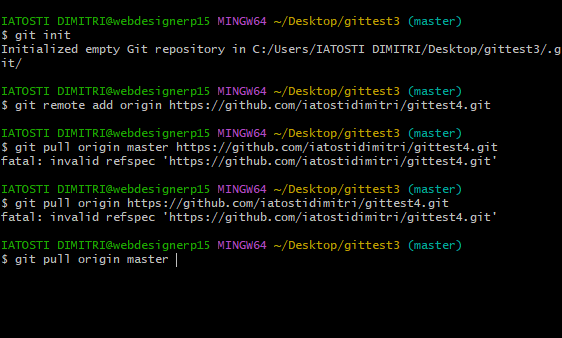 IATOSTI DIMITRI@webdesignerp15 MINGW64 ~/Desktop/gittest3 (master)
$ git init
Initialized empty Git repository in C:/Users/IATOSTI DIMITRI/Desktop/gittest3/.g
it/
IATOSTI DIMITRI@webdesignerp15 MINGW64 ~/Desktop/gittest3 (master)
$ git remote add origin https://github.com/iatostidimitri/gittest4.git
IATOSTI DIMITRI@webdesignerp15 MINGW64 ~/Desktop/gittest3 (master)
$ git pull origin master https://github.com/iatostidimitri/gittest4.git
fatal: invalid refspec 'https://github.com/iatostidimitri/gittest4.git'
IATOSTI DIMITRI@webdesignerp15 MINGW64 ~/Desktop/gittest3 (master)
$ git pull origin https://github.com/iatostidimitri/gittest4.git
fatal: invalid refspec 'https://github.com/iatostidimitri/gittest4.git'
IATOSTI DIMITRI@webdesignerp15 MINGW64 ~/Desktop/gittest3 (master)
$ git pull origin master